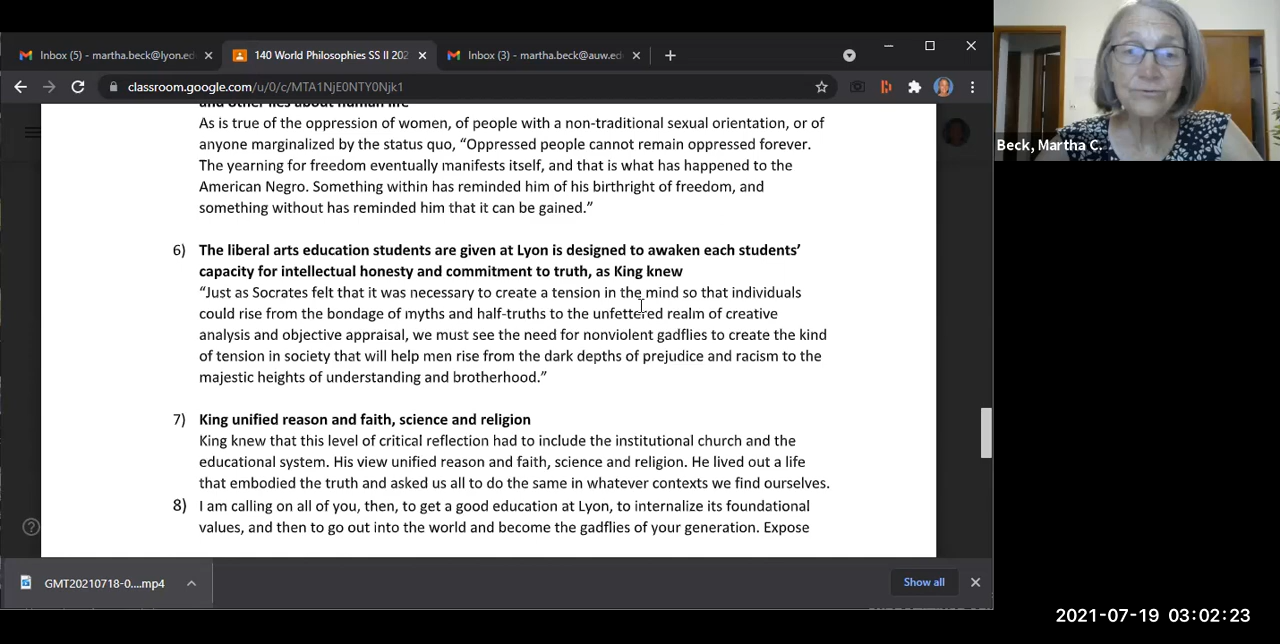 Inbox (5) - martha.beck@lyon.ed
140 World Philosophies SS II 202
Inbox (3) - martha.beck@auw.ed
classroom.google.com/u/0/c/MTA1NjE0NTY0Njk1
and other lies about human life
As is true of the oppression of women, of people with a non-traditional sexual orientation, or of
anyone marginalized by the status quo, “Oppressed people cannot remain oppressed forever.
The yearning for freedom eventually manifests itself, and that is what has happened to the
American Negro. Something within has reminded him of his birthright of freedom, and
something without has reminded him that it can be gained.”
6) The liberal arts education students are given at Lyon is designed to awaken each students’
capacity for intellectual honesty and commitment to truth, as King knew
“Just as Socrates felt that it was necessary to create a tension in the mind so that individuals
could rise from the bondage of myths and half-truths to the unfettered realm of creative
analysis and objective appraisal, we must see the need for nonviolent gadflies to create the kind
of tension in society that will help men rise from the dark depths of prejudice and racism to the
majestic heights of understanding and brotherhood.”
7) King unified reason and faith, science and religion
King knew that this level of critical reflection had to include the institutional church and the
educational system. His view unified reason and faith, science and religion. He lived out a life
that embodied the truth and asked us all to do the same in whatever contexts we find ourselves.
8) I am calling on all of you, then, to get a good education at Lyon, to internalize its foundational
values, and then to go out into the world and become the gadflies of your generation. Expose
GMT20210718-0....mp4
Show all
Beck, Martha C.
2021-07-19 03:02:23